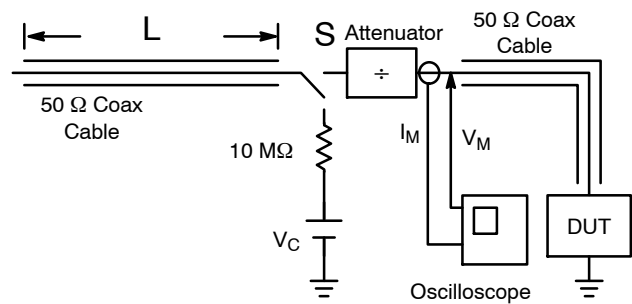 L
S
Attenuator
÷
50 Ω Coax
Cable
50 Ω Coax
Cable
I_M
V_M
10 MΩ
V_C
DUT
Oscilloscope